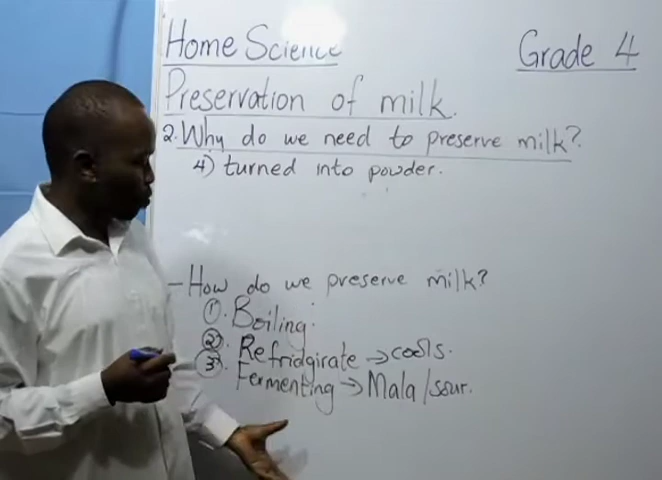 Home Science
Grade 4
Preservation of milk.
2. Why do we need to preserve milk?
4) turned into powder.
- How do we preserve milk?
1. Boiling.
2. Refridgirate → cools.
3. Fermenting → Mala/sour.